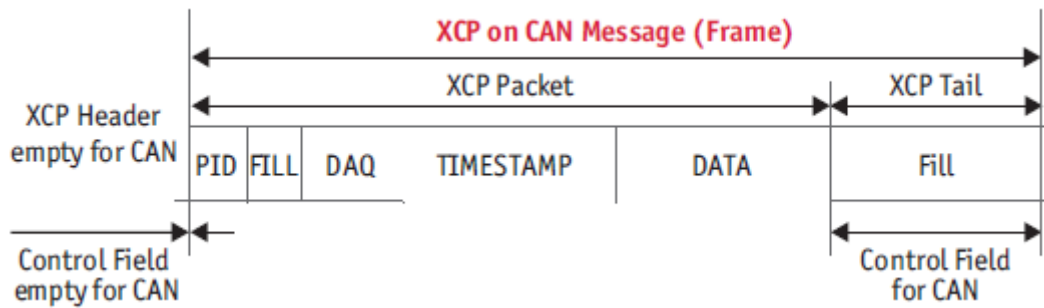 XCP on CAN Message (Frame)
XCP Packet
XCP Tail
XCP Header
empty for CAN
PID FILL DAQ TIMESTAMP DATA Fill
Control Field
empty for CAN
Control Field
for CAN